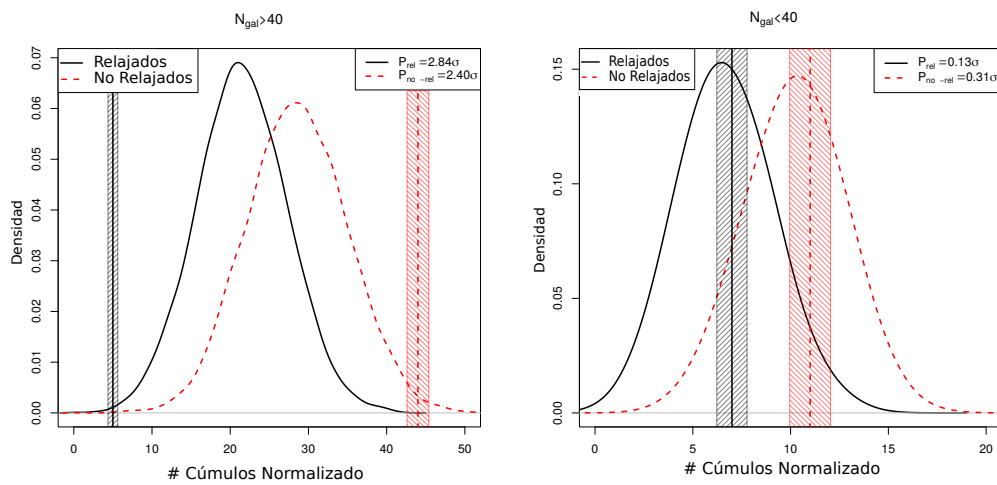 N_gal>40
Relajados
No Relajados
P_rel =2.84σ
P_no −rel =2.40σ
Densidad
0.00 0.01 0.02 0.03 0.04 0.05 0.06 0.07
0 10 20 30 40 50
# Cúmulos Normalizado
N_gal<40
Relajados
No Relajados
P_rel =0.13σ
P_no −rel =0.31σ
Densidad
0.00 0.05 0.10 0.15
0 5 10 15 20
# Cúmulos Normalizado